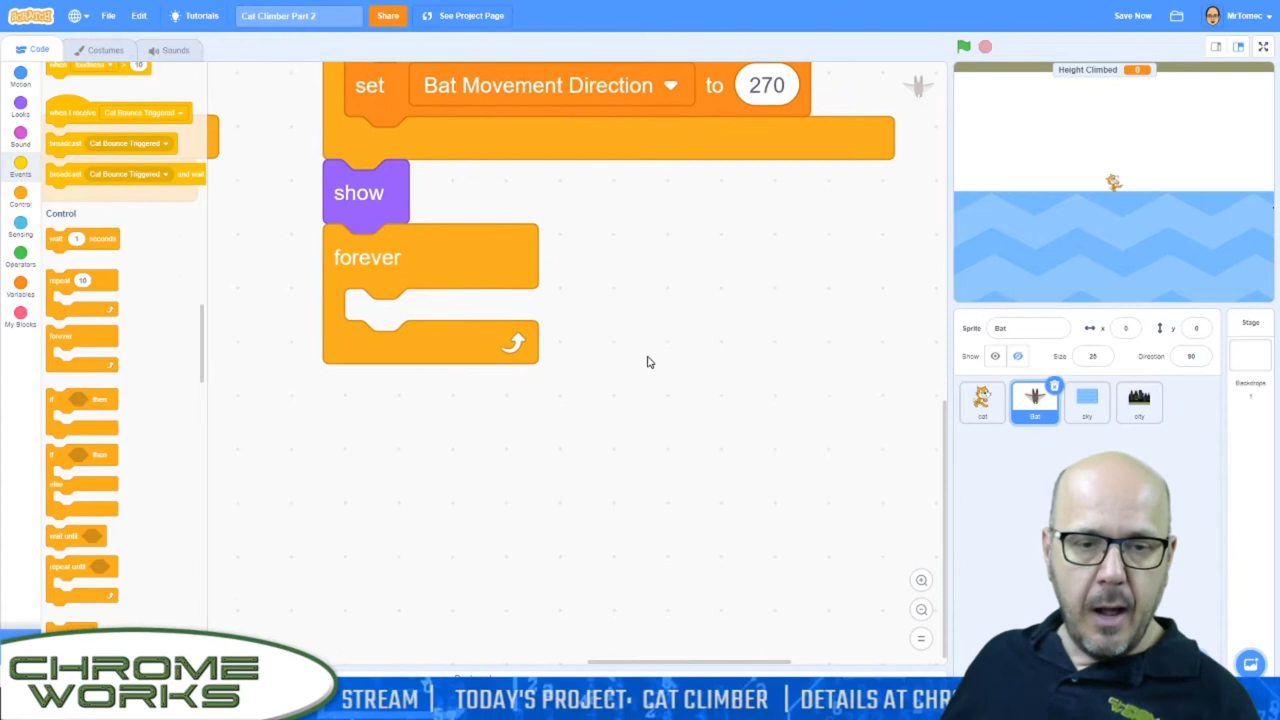 SCRATCH
File
Edit
Tutorials
Cat Climber Part 2
Share
See Project Page
Save Now
MrTomec
Code
Costumes
Sounds
Motion
Looks
Sound
Events
Control
Sensing
Operators
Variables
My Blocks
when loudness > 10
when I receive Cat Bounce Triggered
broadcast Cat Bounce Triggered
broadcast Cat Bounce Triggered and wait
Control
wait 1 seconds
repeat 10
forever
if then
if then
else
wait until
repeat until
set Bat Movement Direction to 270
show
forever
Height Climbed 0
Sprite Bat x 0 y 0
Show Size 25 Direction 90
cat
Bat
sky
city
Stage
Backdrops
1
CHROME
WORKS
STREAM | TODAY'S PROJECT: CAT CLIMBER | DETAILS AT CHR